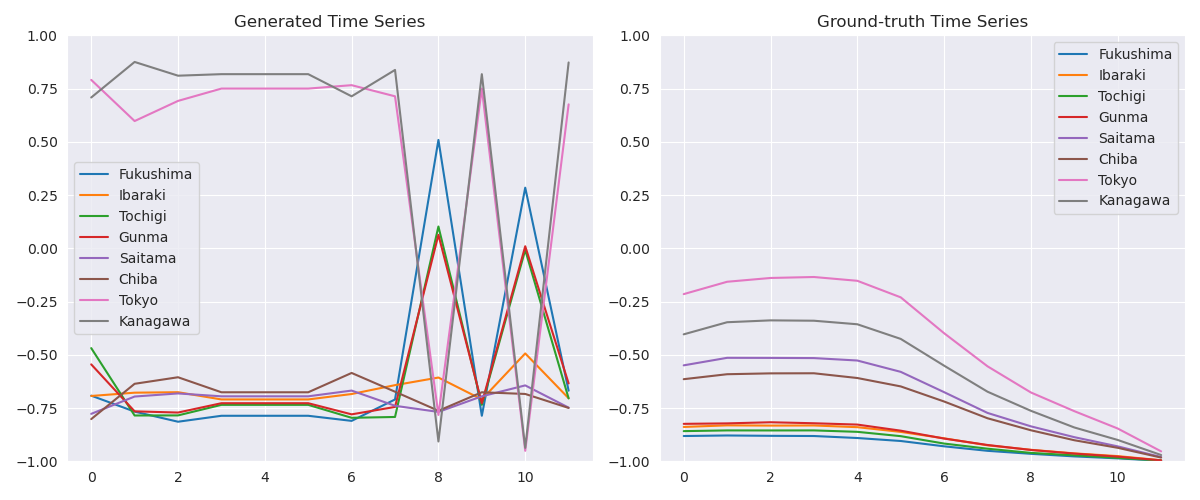 Generated Time Series
1.00
0.75
0.50
0.25
0.00
−0.25
−0.50
−0.75
−1.00
0 2 4 6 8 10
Fukushima
Ibaraki
Tochigi
Gunma
Saitama
Chiba
Tokyo
Kanagawa
Ground-truth Time Series
1.00
0.75
0.50
0.25
0.00
−0.25
−0.50
−0.75
−1.00
0 2 4 6 8 10
Fukushima
Ibaraki
Tochigi
Gunma
Saitama
Chiba
Tokyo
Kanagawa